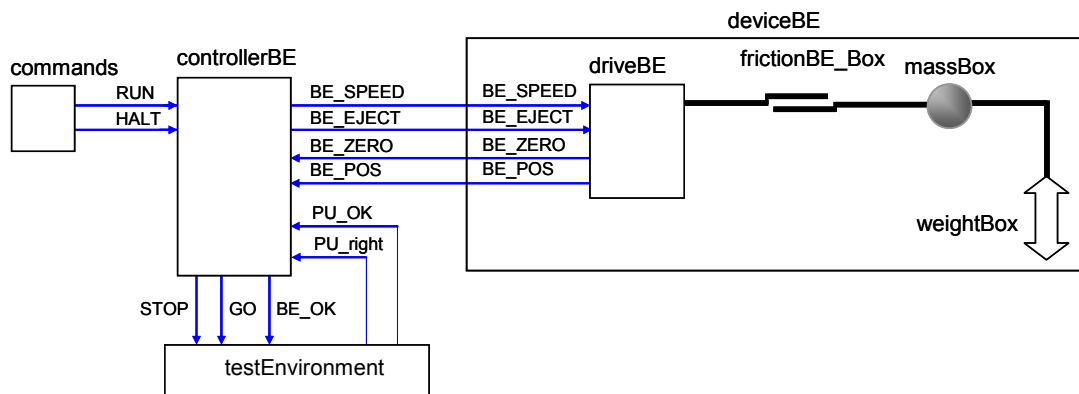 deviceBE
controllerBE
commands
driveBE
frictionBE_Box
massBox
RUN
HALT
BE_SPEED
BE_EJECT
BE_ZERO
BE_POS
BE_SPEED
BE_EJECT
BE_ZERO
BE_POS
PU_OK
PU_right
weightBox
STOP
GO
BE_OK
testEnvironment